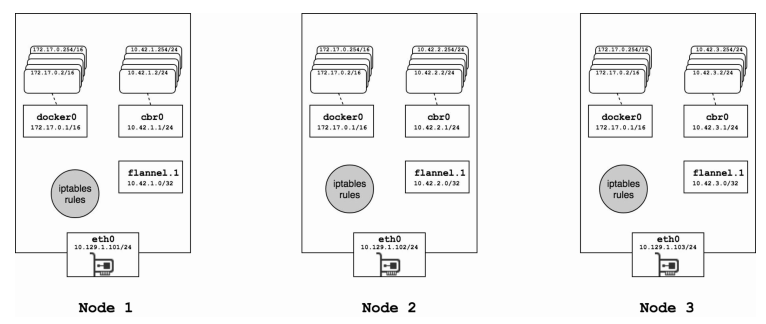 172.17.0.254/16
172.17.0.2/16
10.42.1.254/24
10.42.1.2/24
docker0
172.17.0.1/16
cbr0
10.42.1.1/24
iptables
rules
flannel.1
10.42.1.0/32
eth0
10.129.1.101/24
Node 1
172.17.0.254/16
172.17.0.2/16
10.42.2.254/24
10.42.2.2/24
docker0
172.17.0.1/16
cbr0
10.42.2.1/24
iptables
rules
flannel.1
10.42.2.0/32
eth0
10.129.1.102/24
Node 2
172.17.0.254/16
172.17.0.2/16
10.42.3.254/24
10.42.3.2/24
docker0
172.17.0.1/16
cbr0
10.42.3.1/24
iptables
rules
flannel.1
10.42.3.0/32
eth0
10.129.1.103/24
Node 3